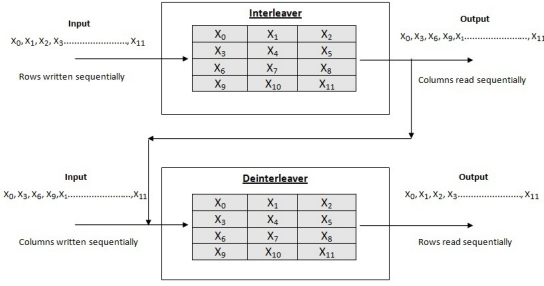 Interleaver
Input
X₀, X₁, X₂, X₃........................, X₁₁
Rows written sequentially
X₀ X₁ X₂
X₃ X₄ X₅
X₆ X₇ X₈
X₉ X₁₀ X₁₁
Output
X₀, X₃, X₆, X₉,X₁........................, X₁₁
Columns read sequentially
Deinterleaver
Input
X₀, X₃, X₆, X₉,X₁........................,X₁₁
Columns written sequentially
X₀ X₁ X₂
X₃ X₄ X₅
X₆ X₇ X₈
X₉ X₁₀ X₁₁
Output
X₀, X₁, X₂, X₃........................, X₁₁
Rows read sequentially